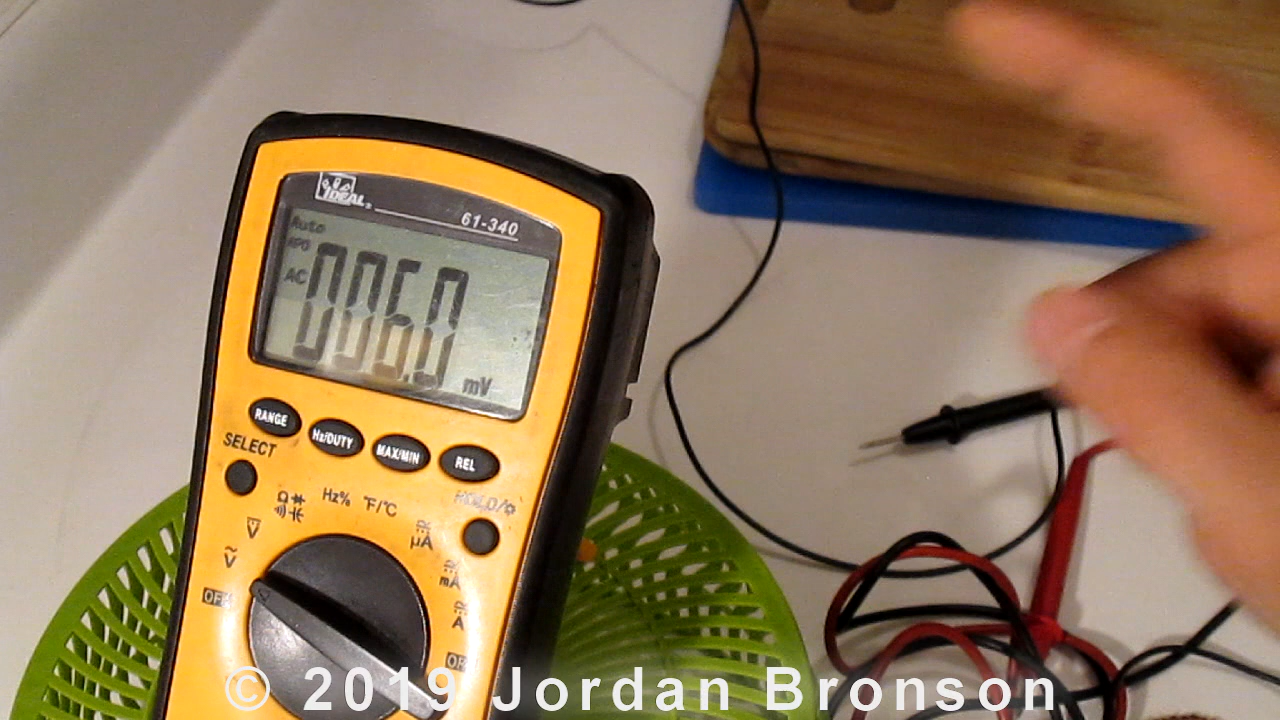 IDEAL
61-340
Auto
APO
AC
006.0
mV
RANGE
Hz/DUTY
MAX/MIN
REL
SELECT
HOLD/
Ω
Hz%
°F/°C
V
V
μA
mA
A
OFF
OFF
© 2019 Jordan Bronson